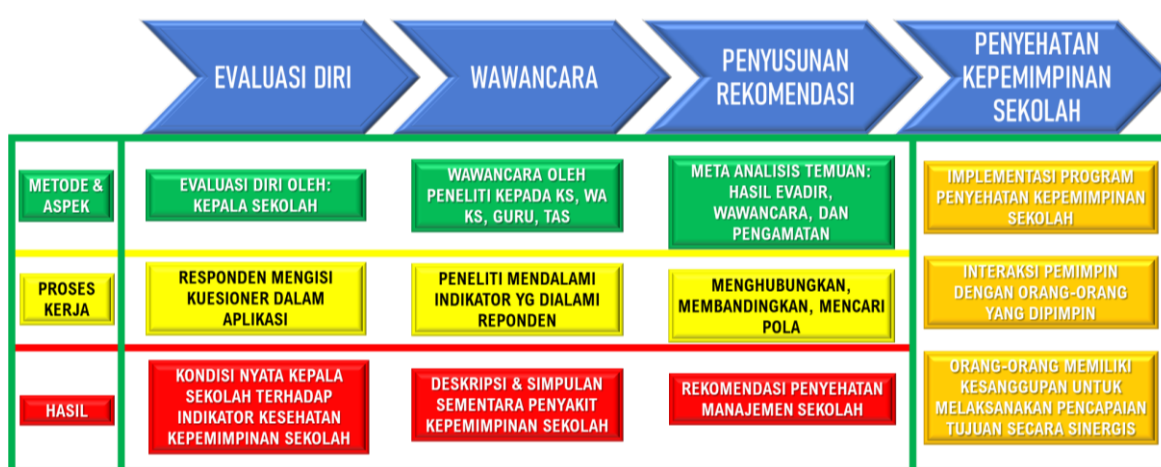 EVALUASI DIRI
WAWANCARA
PENYUSUNAN
REKOMENDASI
PENYEHATAN
KEPEMIMPINAN
SEKOLAH
METODE &
ASPEK
EVALUASI DIRI OLEH:
KEPALA SEKOLAH
WAWANCARA OLEH
PENELITI KEPADA KS, WA
KS, GURU, TAS
META ANALISIS TEMUAN:
HASIL EVADIR,
WAWANCARA, DAN
PENGAMATAN
IMPLEMENTASI PROGRAM
PENYEHATAN KEPEMIMPINAN
SEKOLAH
PROSES
KERJA
RESPONDEN MENGISI
KUESIONER DALAM
APLIKASI
PENELITI MENDALAMI
INDIKATOR YG DIALAMI
REPONDEN
MENGHUBUNGKAN,
MEMBANDINGKAN, MENCARI
POLA
INTERAKSI PEMIMPIN
DENGAN ORANG-ORANG
YANG DIPIMPIN
HASIL
KONDISI NYATA KEPALA
SEKOLAH TERHADAP
INDIKATOR KESEHATAN
KEPEMIMPINAN SEKOLAH
DESKRIPSI & SIMPULAN
SEMENTARA PENYAKIT
KEPEMIMPINAN SEKOLAH
REKOMENDASI PENYEHATAN
MANAJEMEN SEKOLAH
ORANG-ORANG MEMILIKI
KESANGGUPAN UNTUK
MELAKSANAKAN PENCAPAIAN
TUJUAN SECARA SINERGIS